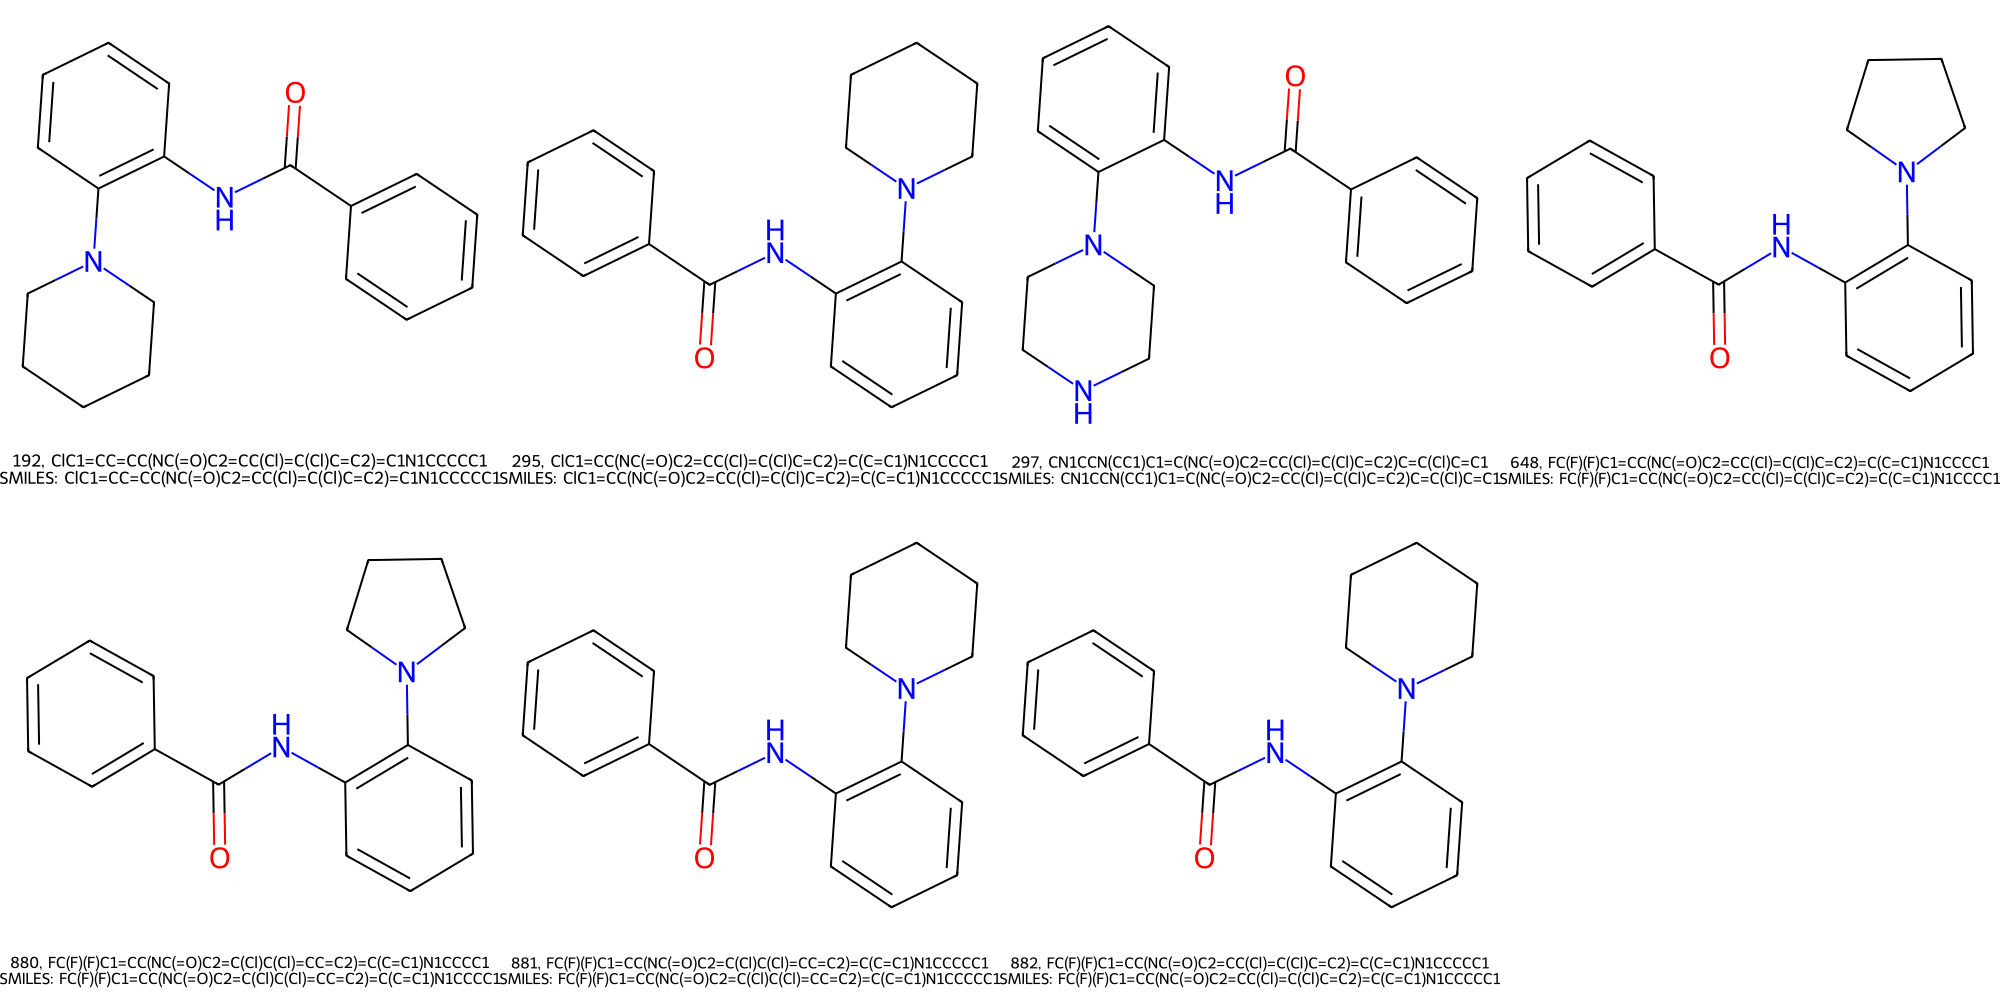 O
N
H
N
N
H
N
O
O
N
H
N
N
H
N
H
N
O
192, ClC1=CC=CC(NC(=O)C2=CC(Cl)=C(Cl)C=C2)=C1N1CCCCC1
SMILES: ClC1=CC=CC(NC(=O)C2=CC(Cl)=C(Cl)C=C2)=C1N1CCCCC1
295, ClC1=CC(NC(=O)C2=CC(Cl)=C(Cl)C=C2)=C(C=C1)N1CCCCC1
SMILES: ClC1=CC(NC(=O)C2=CC(Cl)=C(Cl)C=C2)=C(C=C1)N1CCCCC1
297, CN1CCN(CC1)C1=C(NC(=O)C2=CC(Cl)=C(Cl)C=C2)C=C(Cl)C=C1
SMILES: CN1CCN(CC1)C1=C(NC(=O)C2=CC(Cl)=C(Cl)C=C2)C=C(Cl)C=C1
648, FC(F)(F)C1=CC(NC(=O)C2=CC(Cl)=C(Cl)C=C2)=C(C=C1)N1CCCC1
SMILES: FC(F)(F)C1=CC(NC(=O)C2=CC(Cl)=C(Cl)C=C2)=C(C=C1)N1CCCC1
N
H
N
O
N
H
N
O
N
H
N
O
880, FC(F)(F)C1=CC(NC(=O)C2=C(Cl)C(Cl)=CC=C2)=C(C=C1)N1CCCC1
SMILES: FC(F)(F)C1=CC(NC(=O)C2=C(Cl)C(Cl)=CC=C2)=C(C=C1)N1CCCC1
881, FC(F)(F)C1=CC(NC(=O)C2=C(Cl)C(Cl)=CC=C2)=C(C=C1)N1CCCCC1
SMILES: FC(F)(F)C1=CC(NC(=O)C2=C(Cl)C(Cl)=CC=C2)=C(C=C1)N1CCCCC1
882, FC(F)(F)C1=CC(NC(=O)C2=CC(Cl)=C(Cl)C=C2)=C(C=C1)N1CCCCC1
SMILES: FC(F)(F)C1=CC(NC(=O)C2=CC(Cl)=C(Cl)C=C2)=C(C=C1)N1CCCCC1